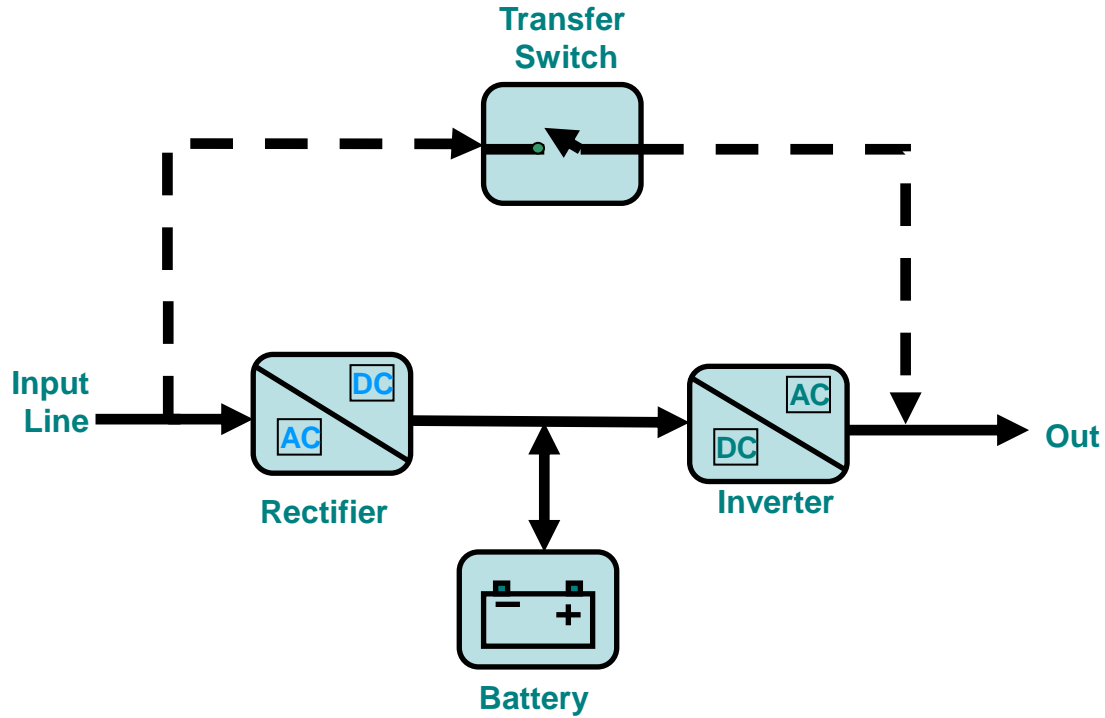 Transfer
Switch
Input
Line
DC
AC
Rectifier
AC
DC
Inverter
Out
Battery